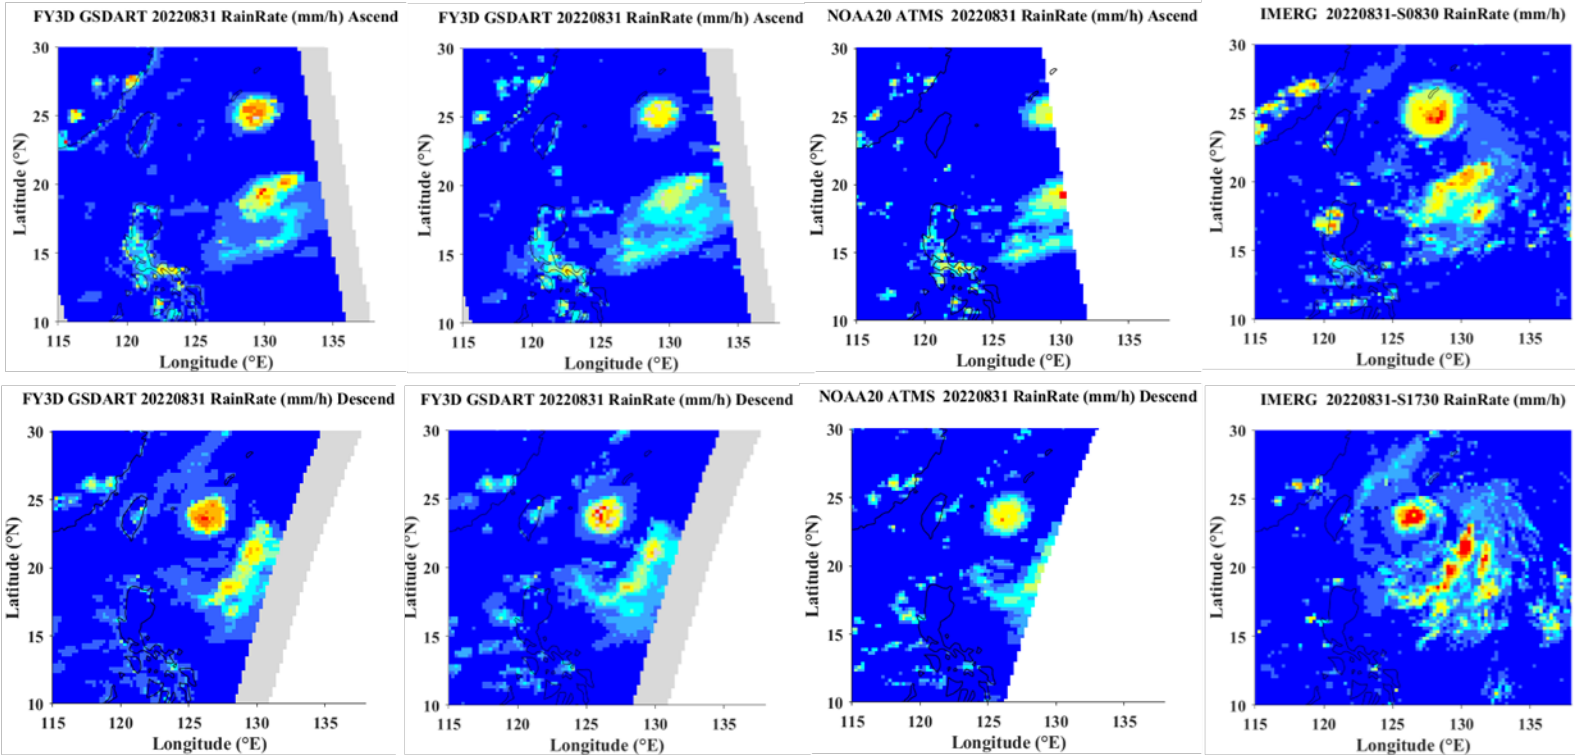 FY3D GSDART 20220831 RainRate (mm/h) Ascend
30
25
20
15
10
115 120 125 130 135
Latitude (°N)
Longitude (°E)
FY3D GSDART 20220831 RainRate (mm/h) Ascend
30
25
20
15
10
115 120 125 130 135
Latitude (°N)
Longitude (°E)
NOAA20 ATMS 20220831 RainRate (mm/h) Ascend
30
25
20
15
10
115 120 125 130 135
Latitude (°N)
Longitude (°E)
IMERG 20220831-S0830 RainRate (mm/h)
30
25
20
15
10
115 120 125 130 135
Latitude (°N)
Longitude (°E)
FY3D GSDART 20220831 RainRate (mm/h) Descend
30
25
20
15
10
115 120 125 130 135
Latitude (°N)
Longitude (°E)
FY3D GSDART 20220831 RainRate (mm/h) Descend
30
25
20
15
10
115 120 125 130 135
Latitude (°N)
Longitude (°E)
NOAA20 ATMS 20220831 RainRate (mm/h) Descend
30
25
20
15
10
115 120 125 130 135
Latitude (°N)
Longitude (°E)
IMERG 20220831-S1730 RainRate (mm/h)
30
25
20
15
10
115 120 125 130 135
Latitude (°N)
Longitude (°E)